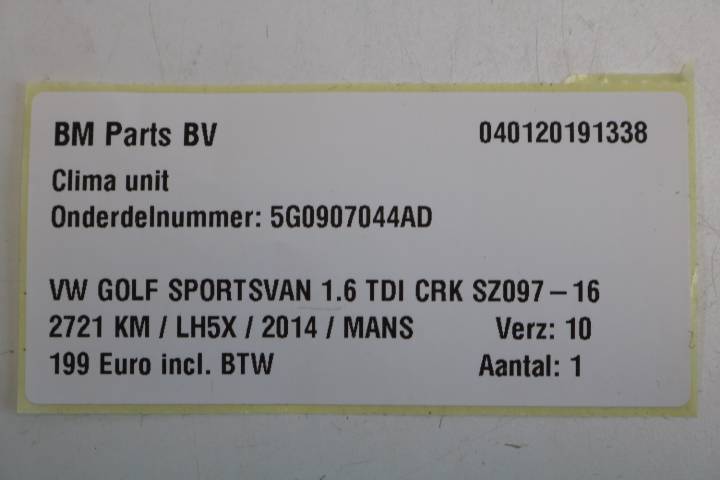 BM Parts BV 040120191338
Clima unit
Onderdelnummer: 5G0907044AD
VW GOLF SPORTSVAN 1.6 TDI CRK SZ097-16
2721 KM / LH5X / 2014 / MANS Verz: 10
199 Euro incl. BTW Aantal: 1